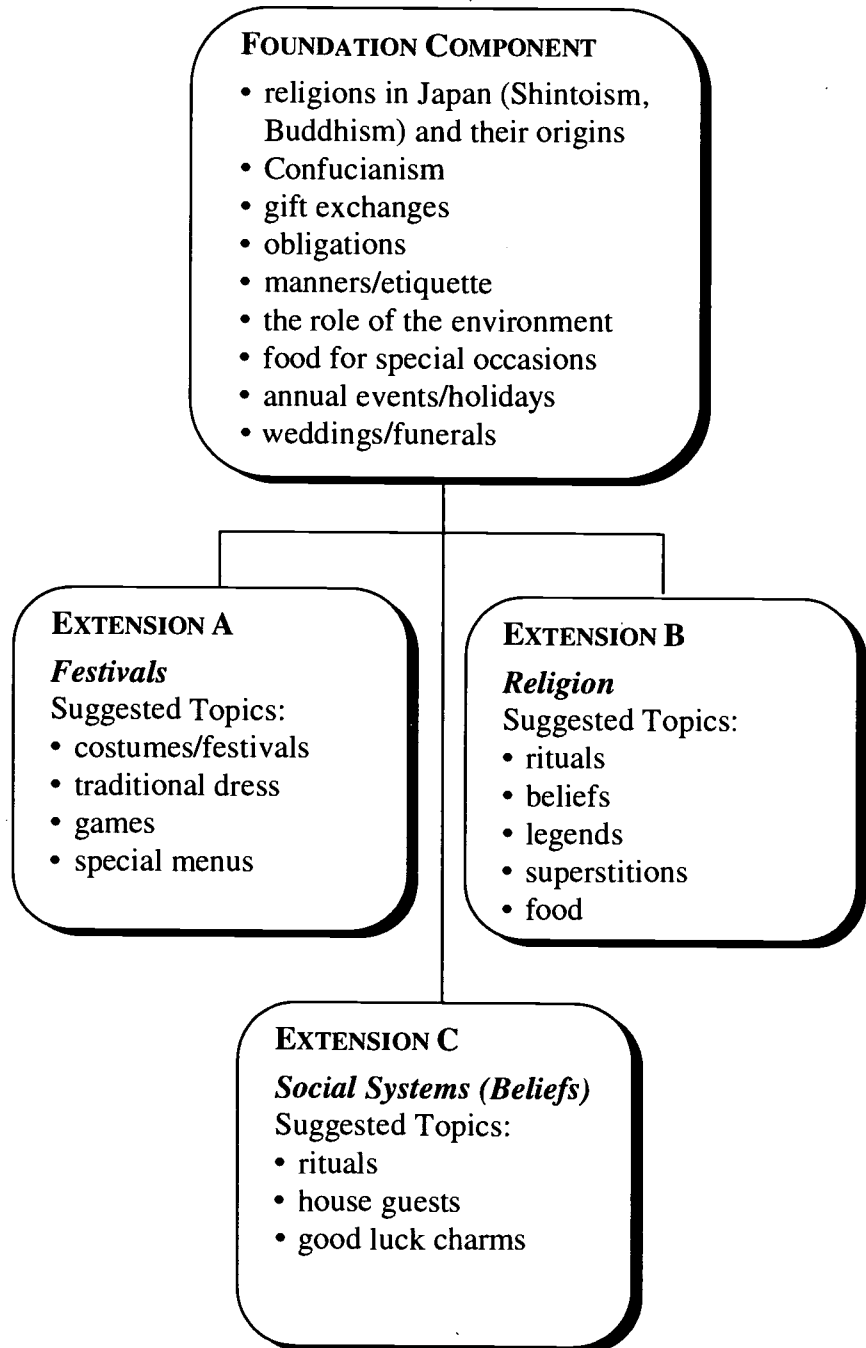 FOUNDATION COMPONENT
• religions in Japan (Shintoism,
Buddhism) and their origins
• Confucianism
• gift exchanges
• obligations
• manners/etiquette
• the role of the environment
• food for special occasions
• annual events/holidays
• weddings/funerals
EXTENSION A
Festivals
Suggested Topics:
• costumes/festivals
• traditional dress
• games
• special menus
EXTENSION B
Religion
Suggested Topics:
• rituals
• beliefs
• legends
• superstitions
• food
EXTENSION C
Social Systems (Beliefs)
Suggested Topics:
• rituals
• house guests
• good luck charms